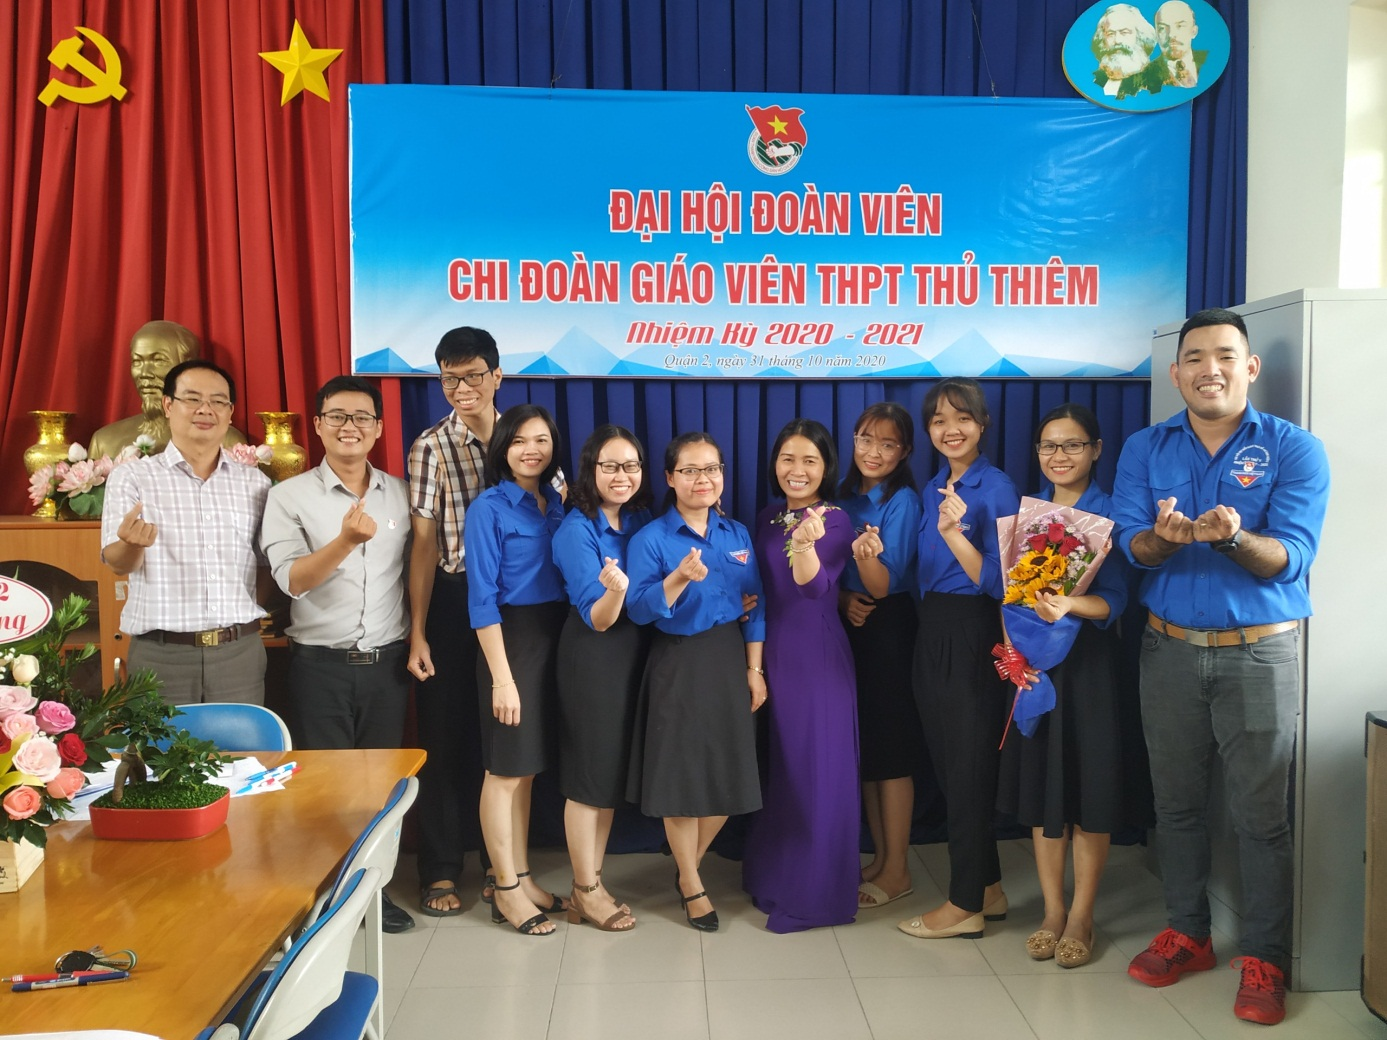 ĐẠI HỘI ĐOÀN VIÊN
CHI ĐOÀN GIÁO VIÊN THPT THỦ THIÊM
Nhiệm Kỳ 2020 - 2021
Quận 2, ngày 31 tháng 10 năm 2020
2